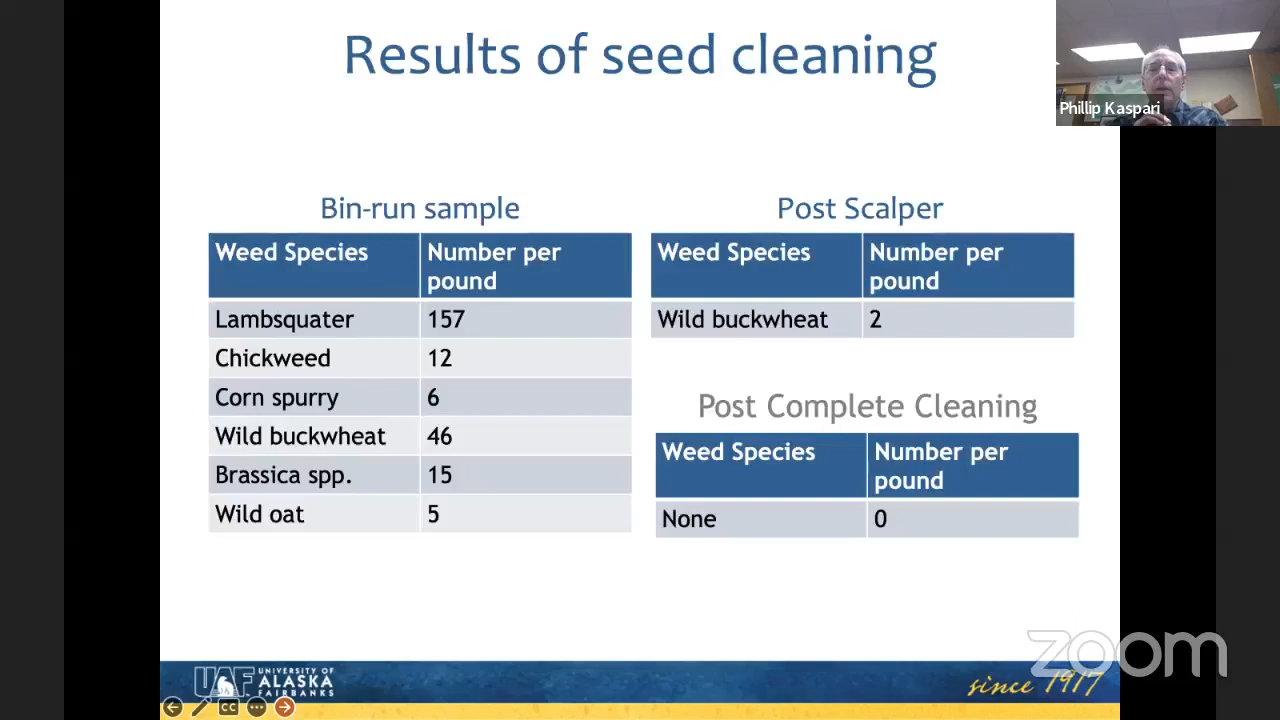 Results of seed cleaning
Phillip Kaspari
Bin-run sample
Weed Species Number per
pound
Lambsquater 157
Chickweed 12
Corn spurry 6
Wild buckwheat 46
Brassica spp. 15
Wild oat 5
Post Scalper
Weed Species Number per
pound
Wild buckwheat 2
Post Complete Cleaning
Weed Species Number per
pound
None 0
zoom
UAF UNIVERSITY OF
ALASKA
FAIRBANKS
since 1917
CC